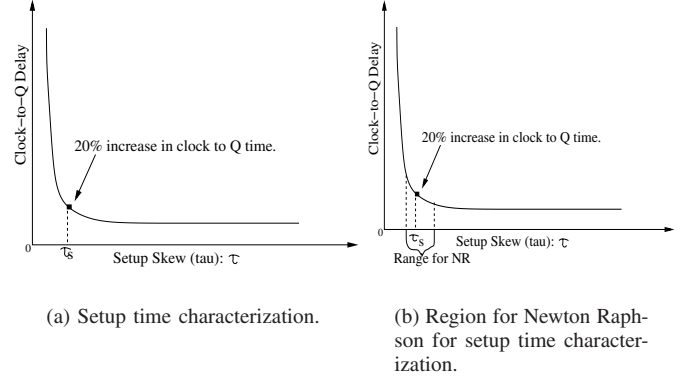 Clock-to-Q Delay
20% increase in clock to Q time.
0
τs
Setup Skew (tau): τ
(a) Setup time characterization.
Clock-to-Q Delay
20% increase in clock to Q time.
0
τs
Setup Skew (tau): τ
Range for NR
(b) Region for Newton Raph-
son for setup time character-
ization.